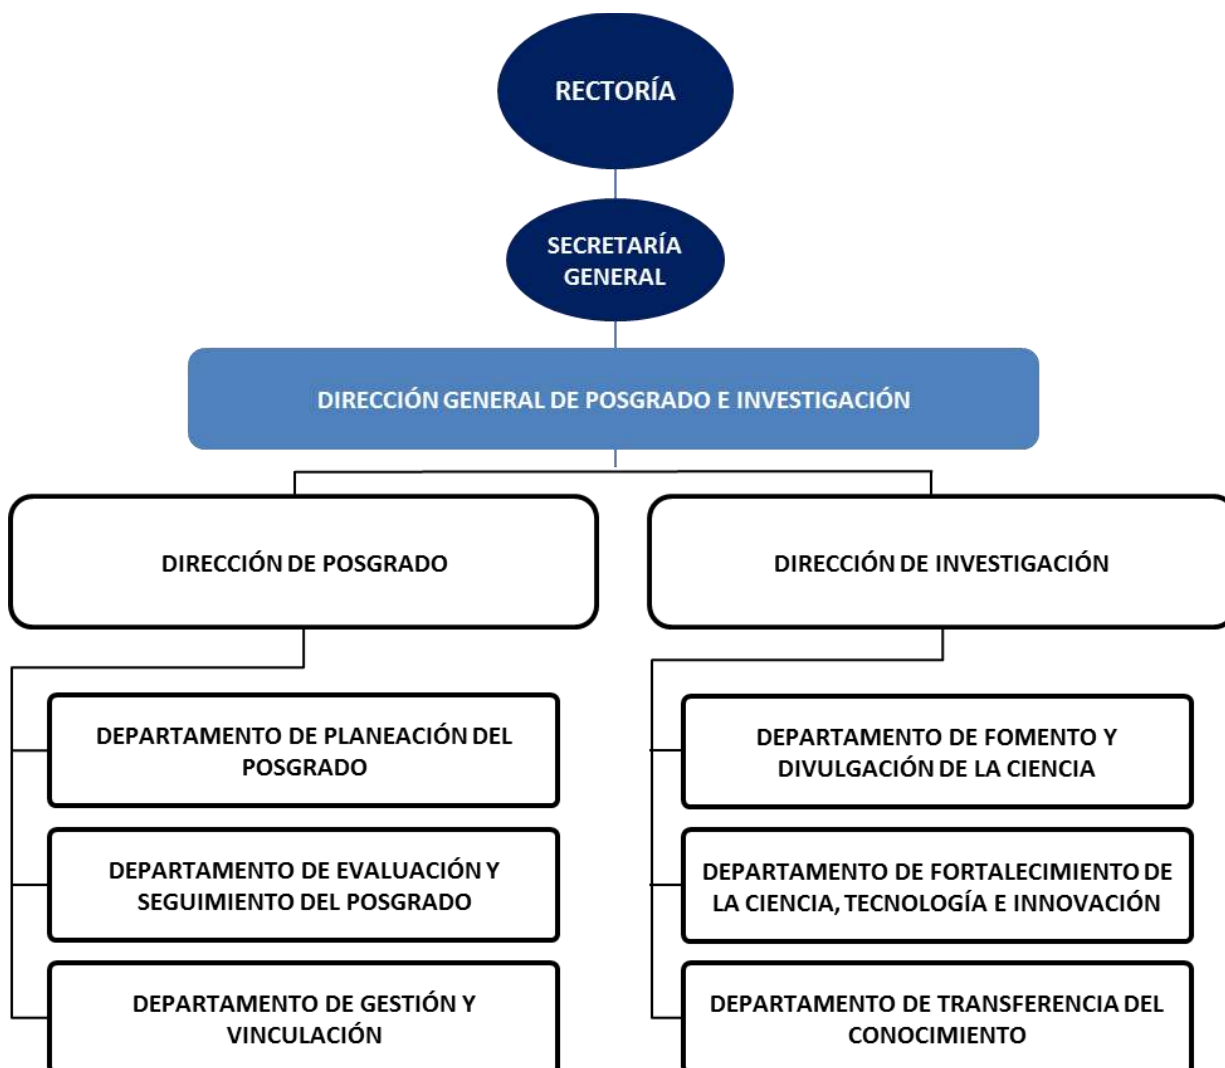 RECTORÍA
SECRETARÍA
GENERAL
DIRECCIÓN GENERAL DE POSGRADO E INVESTIGACIÓN
DIRECCIÓN DE POSGRADO
DIRECCIÓN DE INVESTIGACIÓN
DEPARTAMENTO DE PLANEACIÓN DEL
POSGRADO
DEPARTAMENTO DE EVALUACIÓN Y
SEGUIMIENTO DEL POSGRADO
DEPARTAMENTO DE GESTIÓN Y
VINCULACIÓN
DEPARTAMENTO DE FOMENTO Y
DIVULGACIÓN DE LA CIENCIA
DEPARTAMENTO DE FORTALECIMIENTO DE
LA CIENCIA, TECNOLOGÍA E INNOVACIÓN
DEPARTAMENTO DE TRANSFERENCIA DEL
CONOCIMIENTO